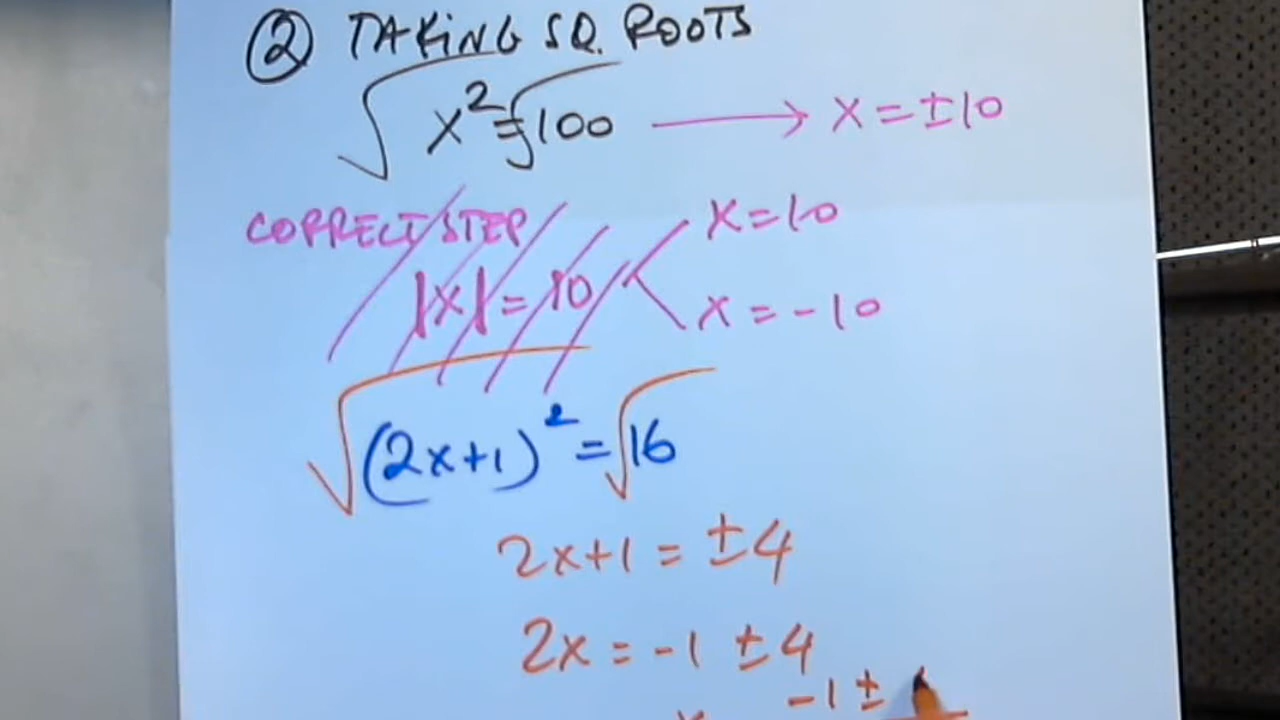 ② TAKING SQ. ROOTS
√x² = √100 → x = ±10
CORRECT STEP
x = 10
|x| = 10
x = -10
√(2x+1)² = √16
2x+1 = ±4
2x = -1 ±4
-1 ±